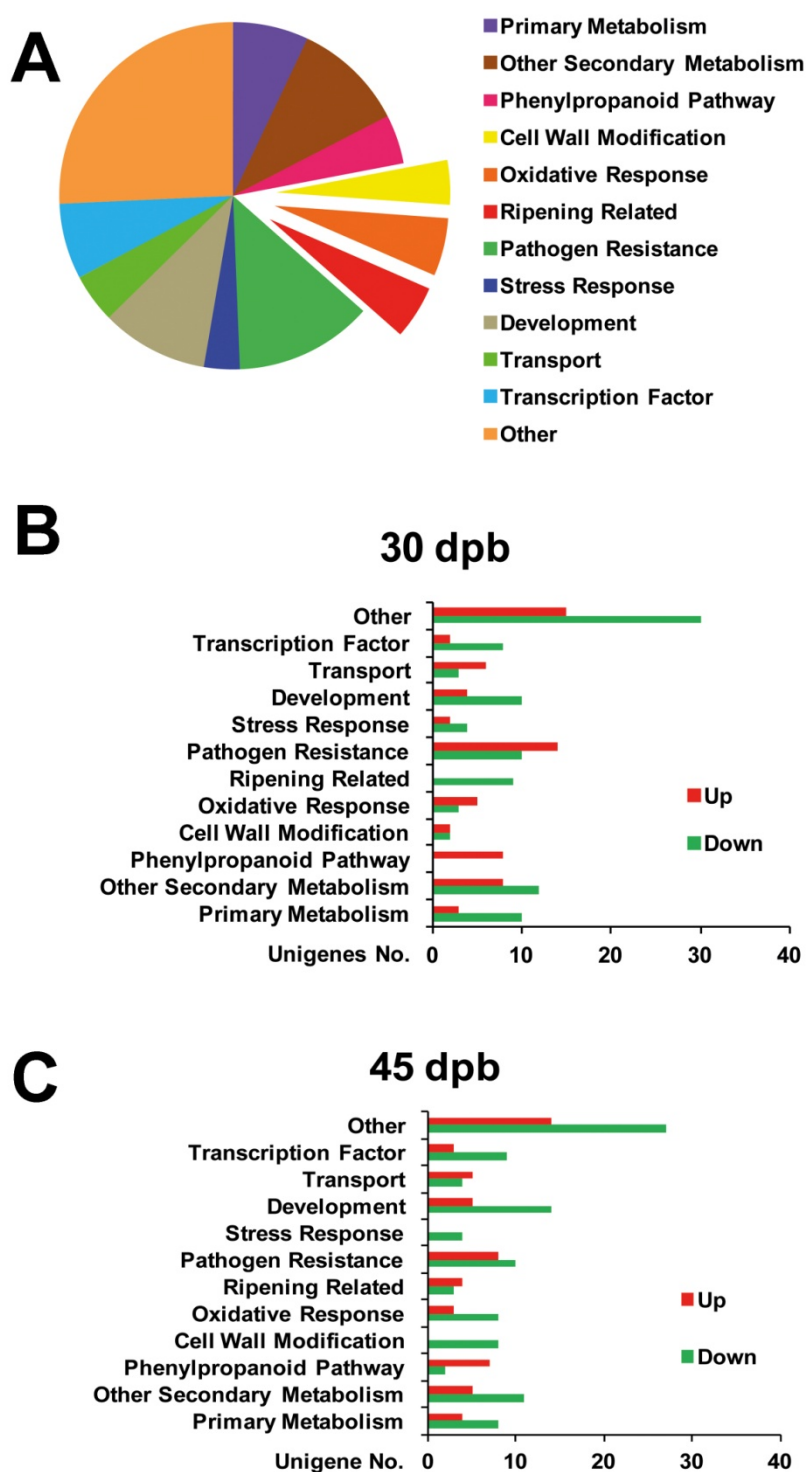 A
Primary Metabolism
Other Secondary Metabolism
Phenylpropanoid Pathway
Cell Wall Modification
Oxidative Response
Ripening Related
Pathogen Resistance
Stress Response
Development
Transport
Transcription Factor
Other
B
30 dpb
Other
Transcription Factor
Transport
Development
Stress Response
Pathogen Resistance
Ripening Related
Oxidative Response
Cell Wall Modification
Phenylpropanoid Pathway
Other Secondary Metabolism
Primary Metabolism
Up
Down
Unigenes No. 0 10 20 30 40
C
45 dpb
Other
Transcription Factor
Transport
Development
Stress Response
Pathogen Resistance
Ripening Related
Oxidative Response
Cell Wall Modification
Phenylpropanoid Pathway
Other Secondary Metabolism
Primary Metabolism
Up
Down
Unigene No. 0 10 20 30 40